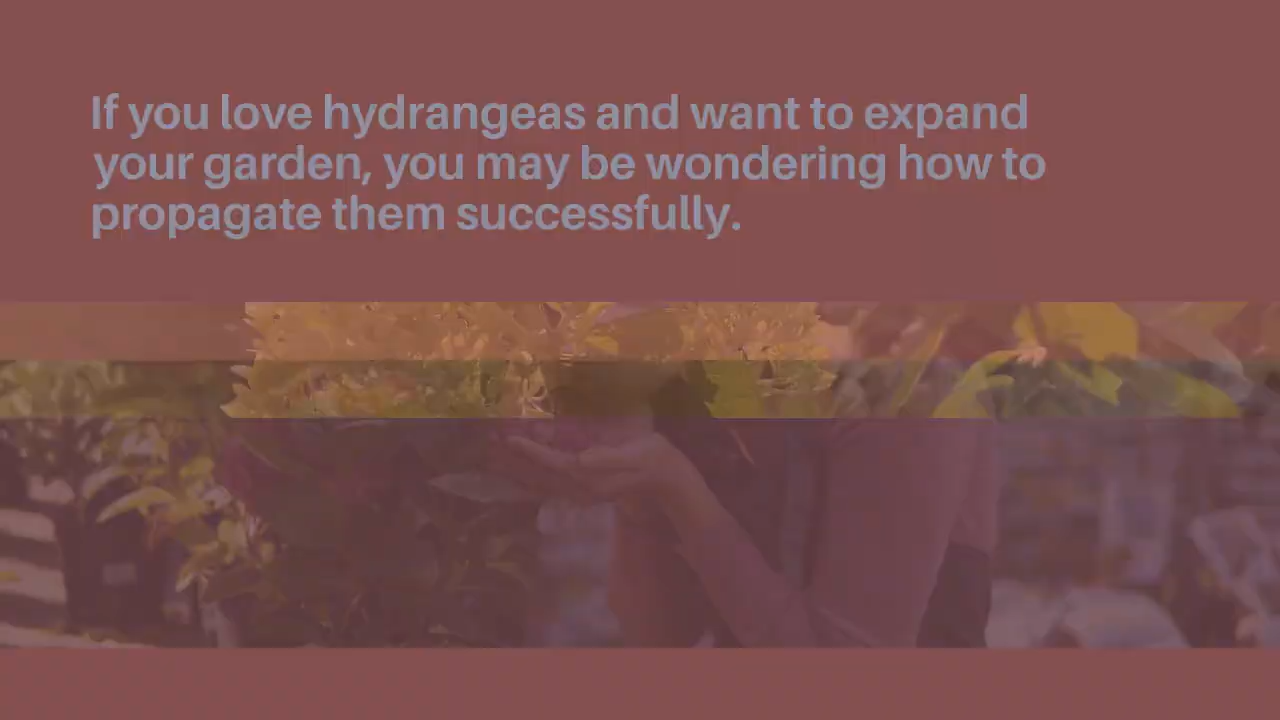 If you love hydrangeas and want to expand
your garden, you may be wondering how to
propagate them successfully.